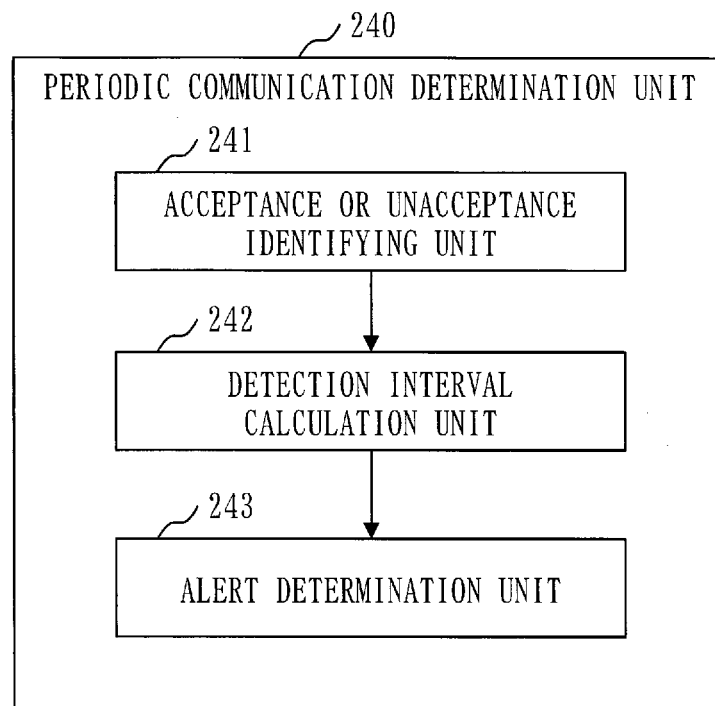 240
PERIODIC COMMUNICATION DETERMINATION UNIT
241
ACCEPTANCE OR UNACCEPTANCE
IDENTIFYING UNIT
242
DETECTION INTERVAL
CALCULATION UNIT
243
ALERT DETERMINATION UNIT